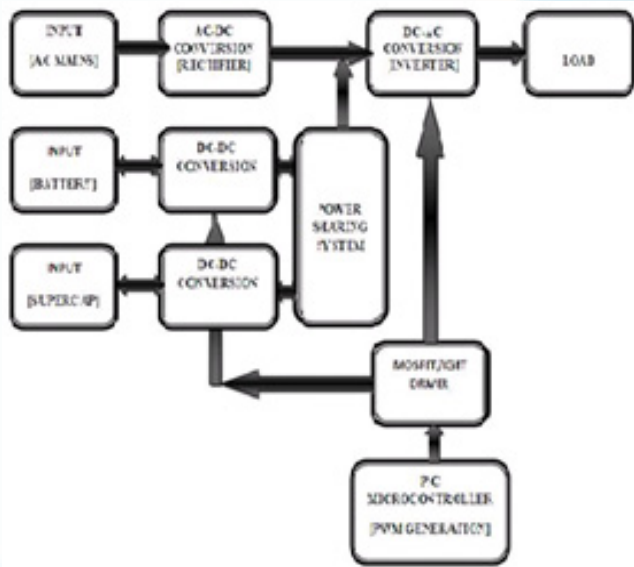 INPUT
[AC MAINS]
AC-DC
CONVERSION
[RECTIFIER]
DC-AC
CONVERSION
[INVERTER]
LOAD
INPUT
[BATTERY]
DC-DC
CONVERSION
POWER
SHARING
SYSTEM
INPUT
[SUPERCAP]
DC-DC
CONVERSION
MOSFET/IGBT
DRIVER
PIC
MICROCONTROLLER
[PWM GENERATION]